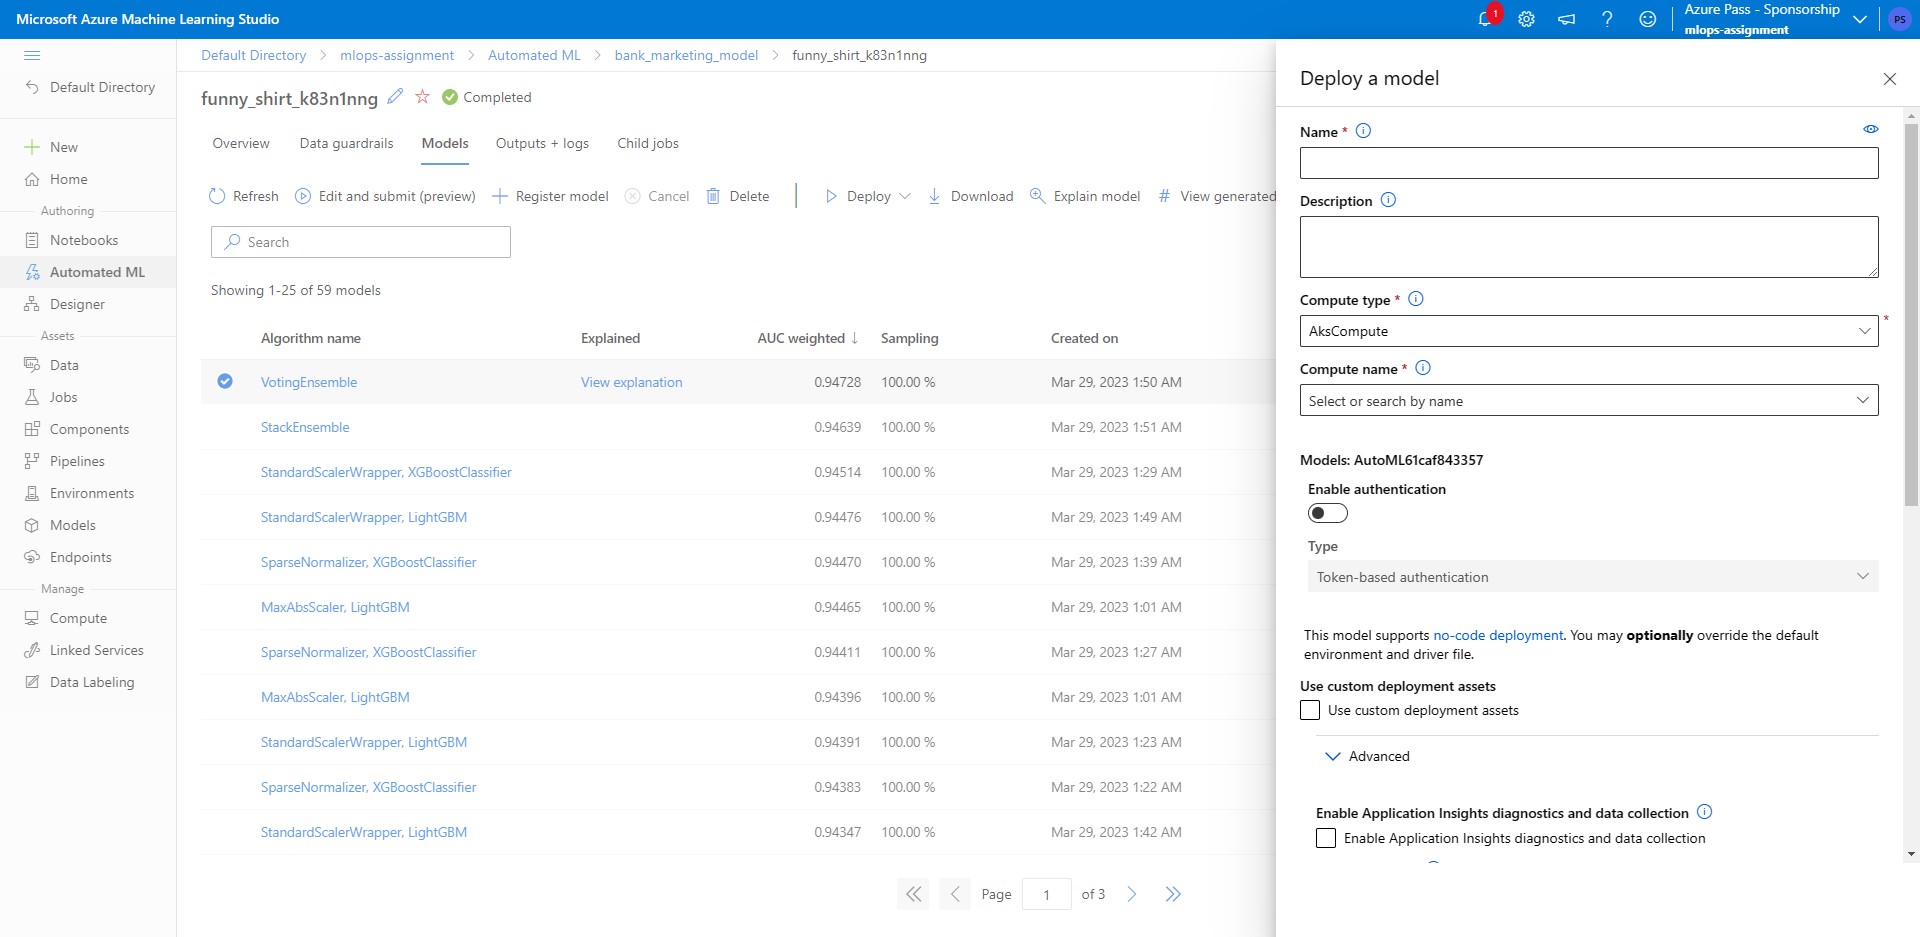 Microsoft Azure Machine Learning Studio
1
Azure Pass - Sponsorship
mlops-assignment
PS
Default Directory
New
Home
Authoring
Notebooks
Automated ML
Designer
Assets
Data
Jobs
Components
Pipelines
Environments
Models
Endpoints
Manage
Compute
Linked Services
Data Labeling
Default Directory > mlops-assignment > Automated ML > bank_marketing_model > funny_shirt_k83n1nng
funny_shirt_k83n1nng Completed
Overview Data guardrails Models Outputs + logs Child jobs
Refresh Edit and submit (preview) Register model Cancel Delete Deploy Download Explain model # View generated
Search
Showing 1-25 of 59 models
Algorithm name Explained AUC weighted ↓ Sampling Created on
VotingEnsemble View explanation 0.94728 100.00 % Mar 29, 2023 1:50 AM
StackEnsemble 0.94639 100.00 % Mar 29, 2023 1:51 AM
StandardScalerWrapper, XGBoostClassifier 0.94514 100.00 % Mar 29, 2023 1:29 AM
StandardScalerWrapper, LightGBM 0.94476 100.00 % Mar 29, 2023 1:49 AM
SparseNormalizer, XGBoostClassifier 0.94470 100.00 % Mar 29, 2023 1:39 AM
MaxAbsScaler, LightGBM 0.94465 100.00 % Mar 29, 2023 1:01 AM
SparseNormalizer, XGBoostClassifier 0.94411 100.00 % Mar 29, 2023 1:27 AM
MaxAbsScaler, LightGBM 0.94396 100.00 % Mar 29, 2023 1:01 AM
StandardScalerWrapper, LightGBM 0.94391 100.00 % Mar 29, 2023 1:23 AM
SparseNormalizer, XGBoostClassifier 0.94383 100.00 % Mar 29, 2023 1:22 AM
StandardScalerWrapper, LightGBM 0.94347 100.00 % Mar 29, 2023 1:42 AM
Page 1 of 3
Deploy a model
Name *
Description
Compute type *
AksCompute *
Compute name *
Select or search by name
Models: AutoML61caf843357
Enable authentication
Type
Token-based authentication
This model supports no-code deployment. You may optionally override the default
environment and driver file.
Use custom deployment assets
Use custom deployment assets
Advanced
Enable Application Insights diagnostics and data collection
Enable Application Insights diagnostics and data collection